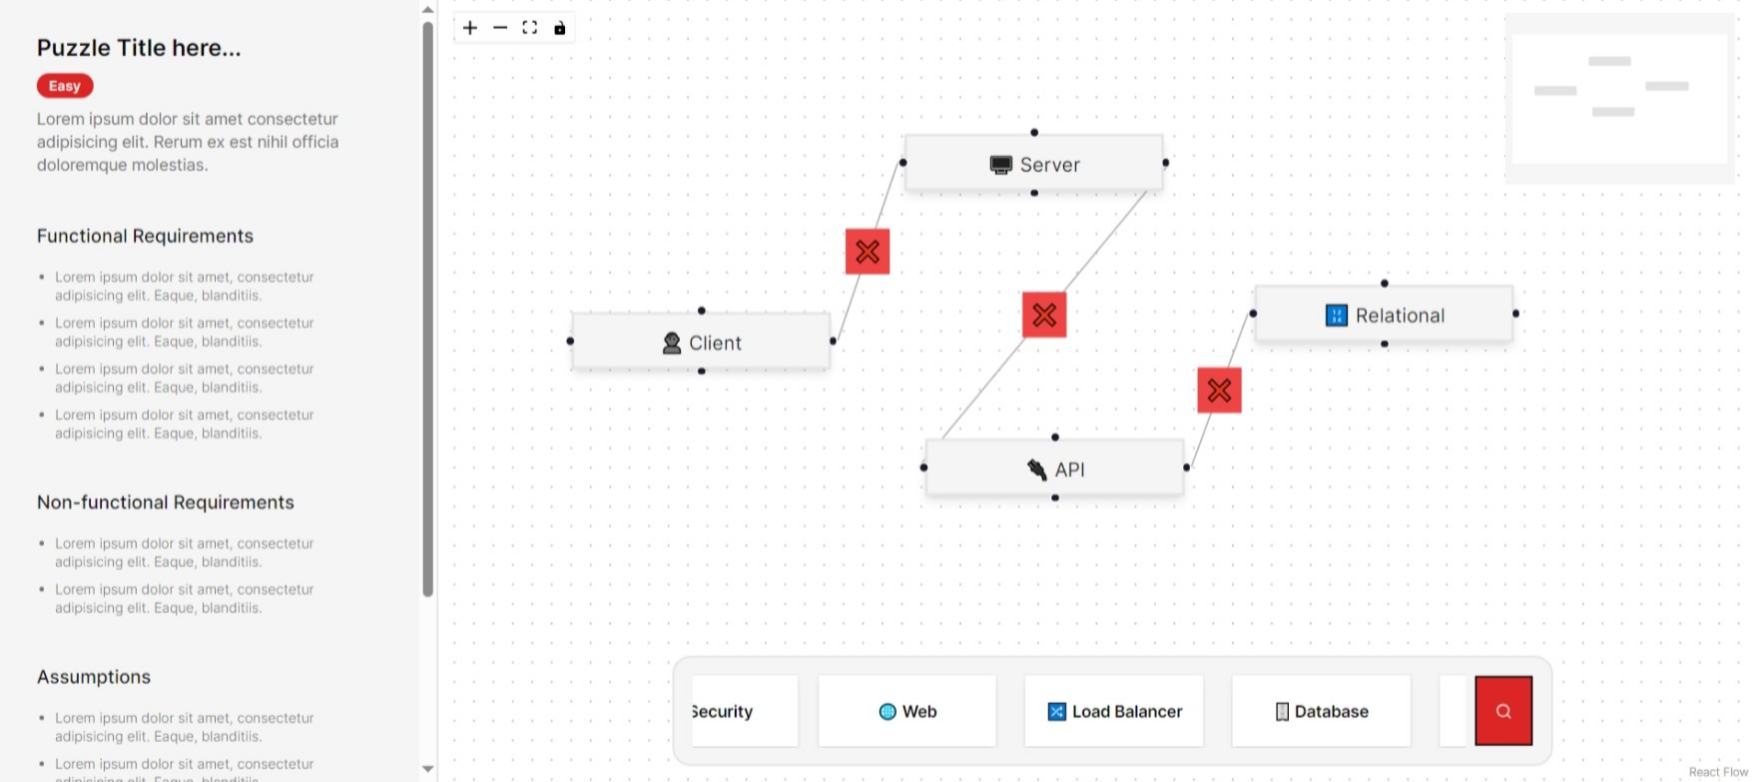 Puzzle Title here...
Easy
Lorem ipsum dolor sit amet consectetur
adipisicing elit. Rerum ex est nihil officia
doloremque molestias.
Functional Requirements
Lorem ipsum dolor sit amet, consectetur
adipisicing elit. Eaque, blanditiis.
Lorem ipsum dolor sit amet, consectetur
adipisicing elit. Eaque, blanditiis.
Lorem ipsum dolor sit amet, consectetur
adipisicing elit. Eaque, blanditiis.
Lorem ipsum dolor sit amet, consectetur
adipisicing elit. Eaque, blanditiis.
Non-functional Requirements
Lorem ipsum dolor sit amet, consectetur
adipisicing elit. Eaque, blanditiis.
Lorem ipsum dolor sit amet, consectetur
adipisicing elit. Eaque, blanditiis.
Assumptions
Lorem ipsum dolor sit amet, consectetur
adipisicing elit. Eaque, blanditiis.
Lorem ipsum dolor sit amet, consectetur
adipisicing elit. Eaque, blanditiis.
Server
Client
Relational
API
Security
Web
Load Balancer
Database
React Flow